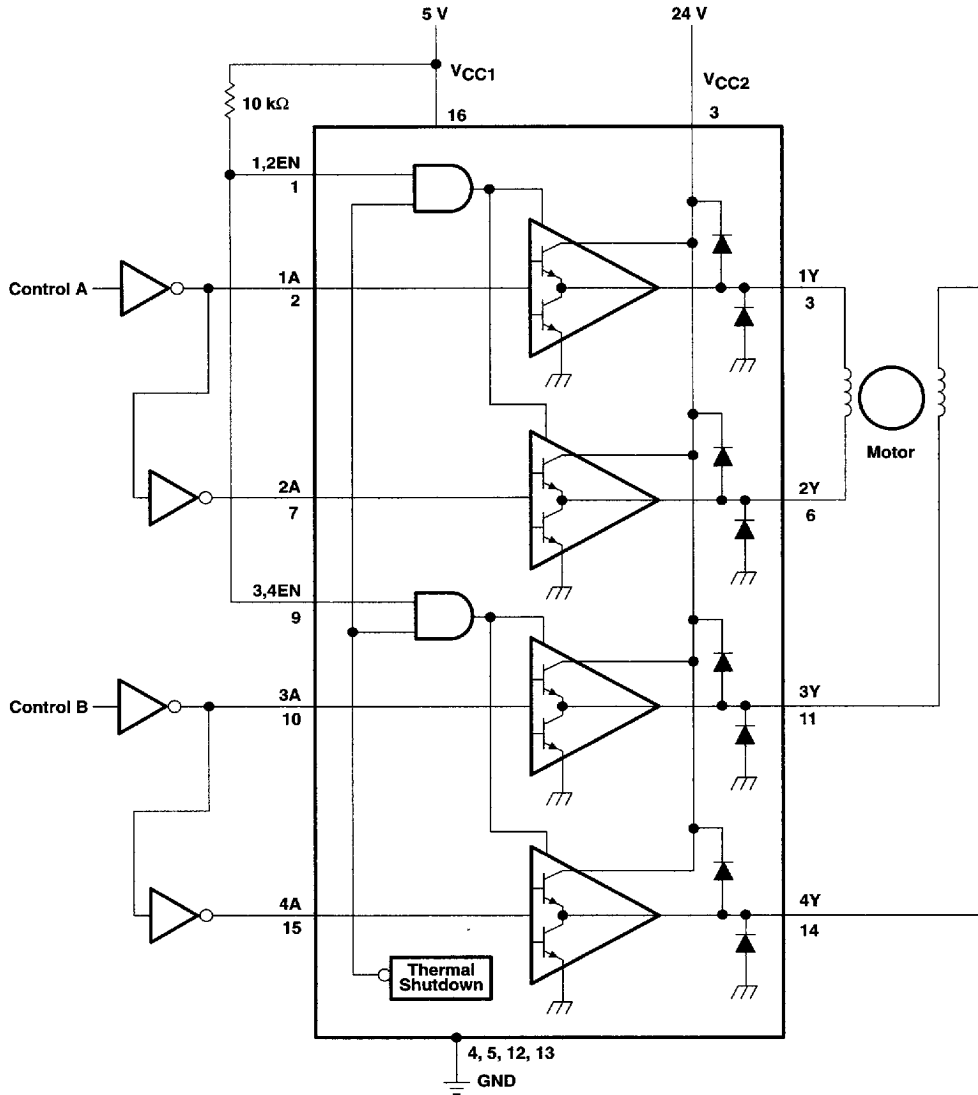 5 V
24 V
VCC1
VCC2
10 kΩ
16
3
1,2EN
1
Control A
1A
2
1Y
3
Motor
2A
7
2Y
6
3,4EN
9
Control B
3A
10
3Y
11
4A
15
4Y
14
Thermal
Shutdown
4, 5, 12, 13
GND